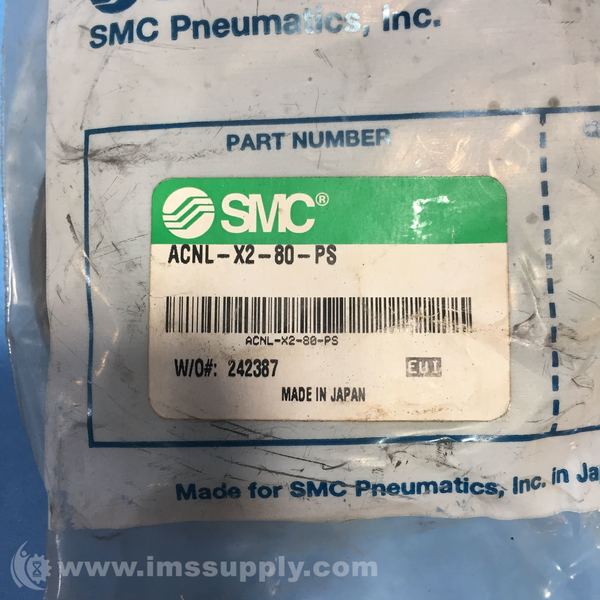 SMC Pneumatics, Inc.
PART NUMBER
SMC®
ACNL-X2-80-PS
ACNL-X2-80-PS
W/O#: 242387
EUI
MADE IN JAPAN
Made for SMC Pneumatics, Inc. in Ja
www.imssupply.com